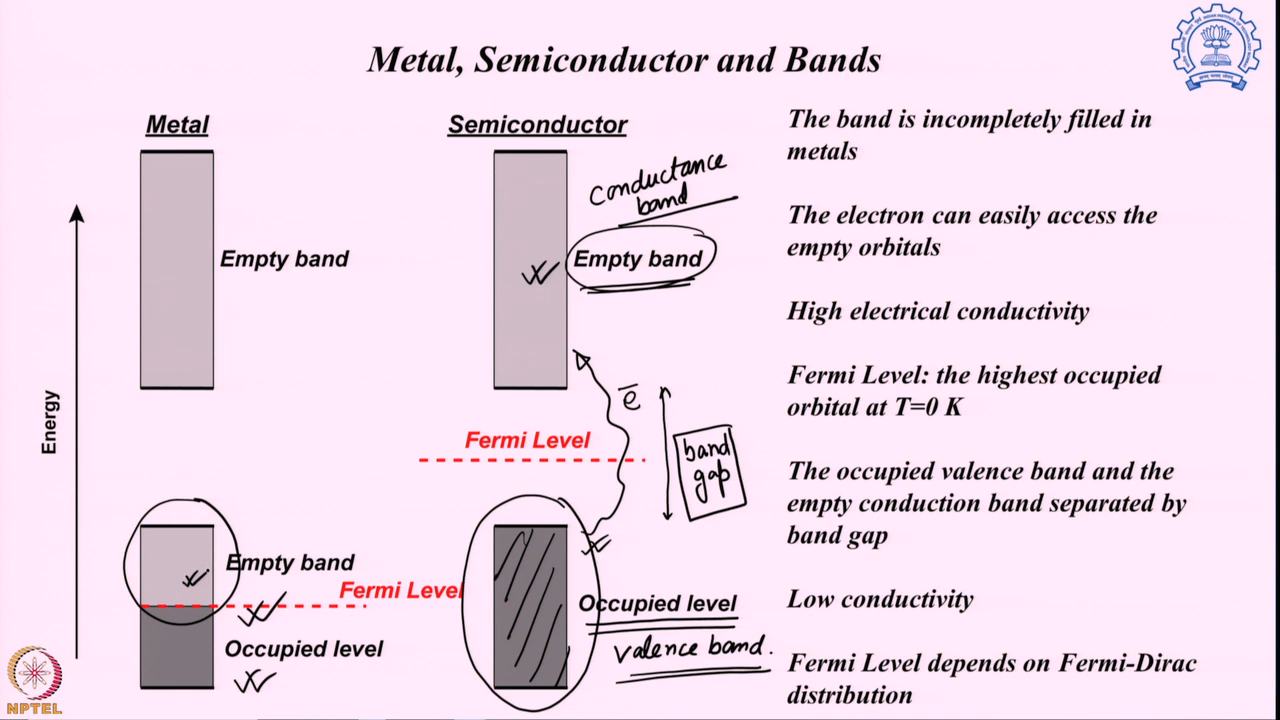 Metal, Semiconductor and Bands
Metal
Empty band
Empty band
Fermi Level
Occupied level
Energy
Semiconductor
conductance
band
Empty band
e̅
Fermi Level
band
gap
Occupied level
valence band.
The band is incompletely filled in
metals
The electron can easily access the
empty orbitals
High electrical conductivity
Fermi Level: the highest occupied
orbital at T=0 K
The occupied valence band and the
empty conduction band separated by
band gap
Low conductivity
Fermi Level depends on Fermi-Dirac
distribution
NPTEL